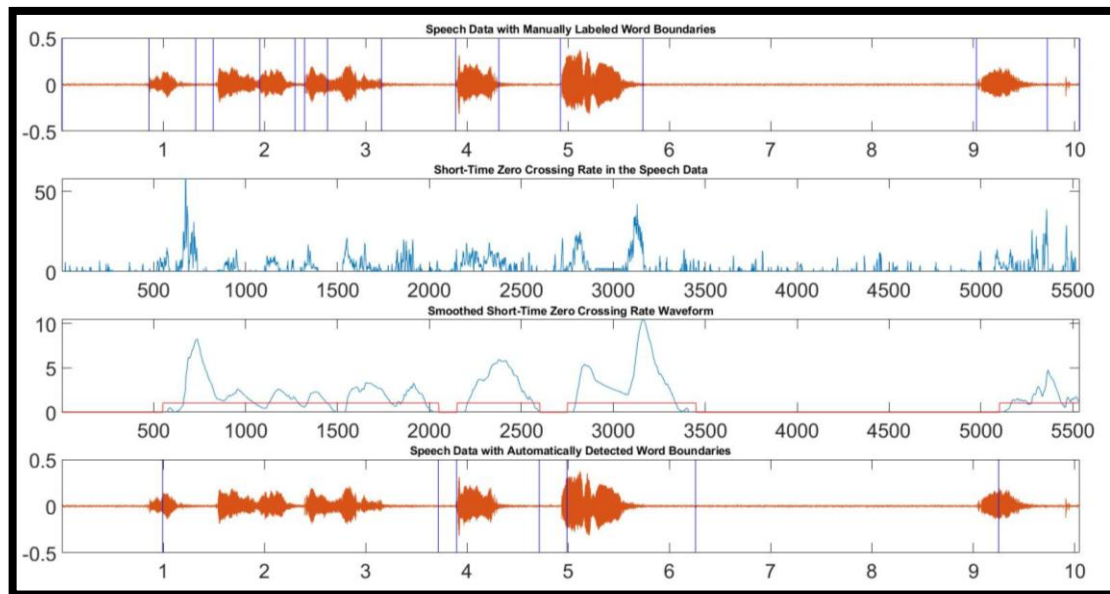 Speech Data with Manually Labeled Word Boundaries
0.5
0
-0.5
1 2 3 4 5 6 7 8 9 10
Short-Time Zero Crossing Rate in the Speech Data
50
0
500 1000 1500 2000 2500 3000 3500 4000 4500 5000 5500
Smoothed Short-Time Zero Crossing Rate Waveform
10
5
0
500 1000 1500 2000 2500 3000 3500 4000 4500 5000 5500
Speech Data with Automatically Detected Word Boundaries
0.5
0
-0.5
1 2 3 4 5 6 7 8 9 10